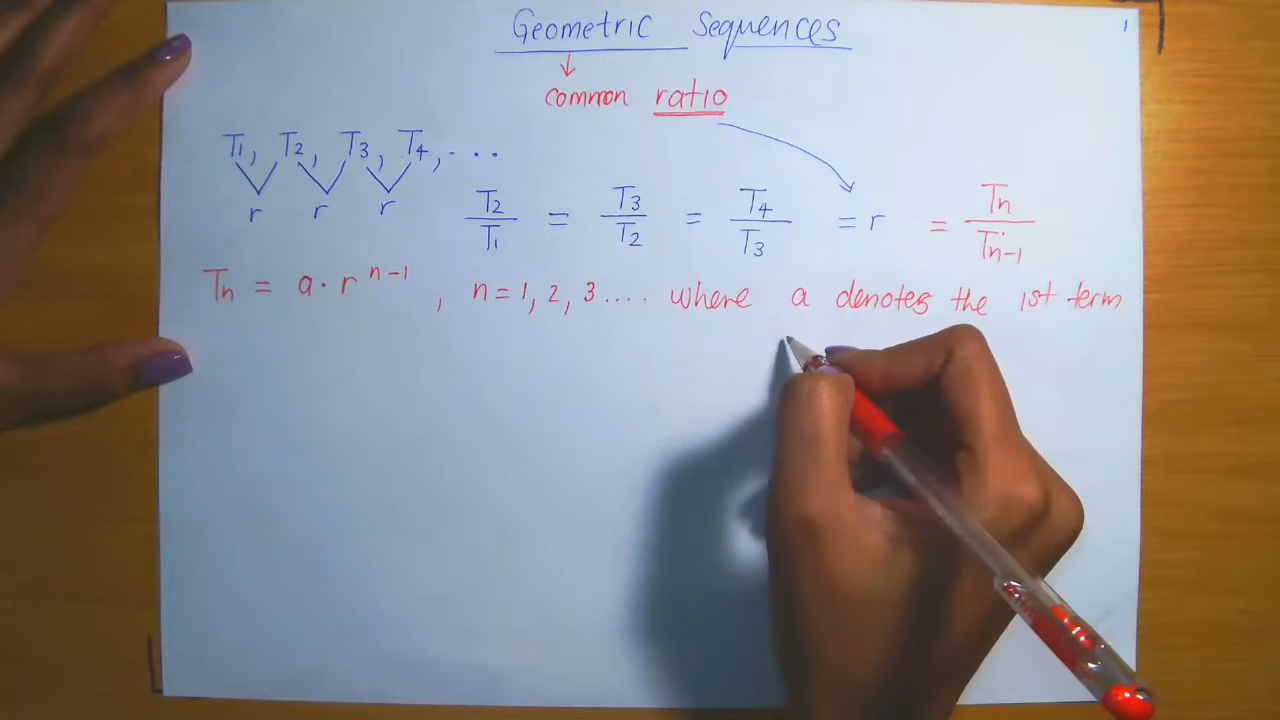 Geometric Sequences
1
common ratio
T1, T2, T3, T4, ...
r r r
T2/T1 = T3/T2 = T4/T3 = r = Tn/Tn-1
Tn = a · r^n-1, n = 1, 2, 3 .... where a denotes the 1st term